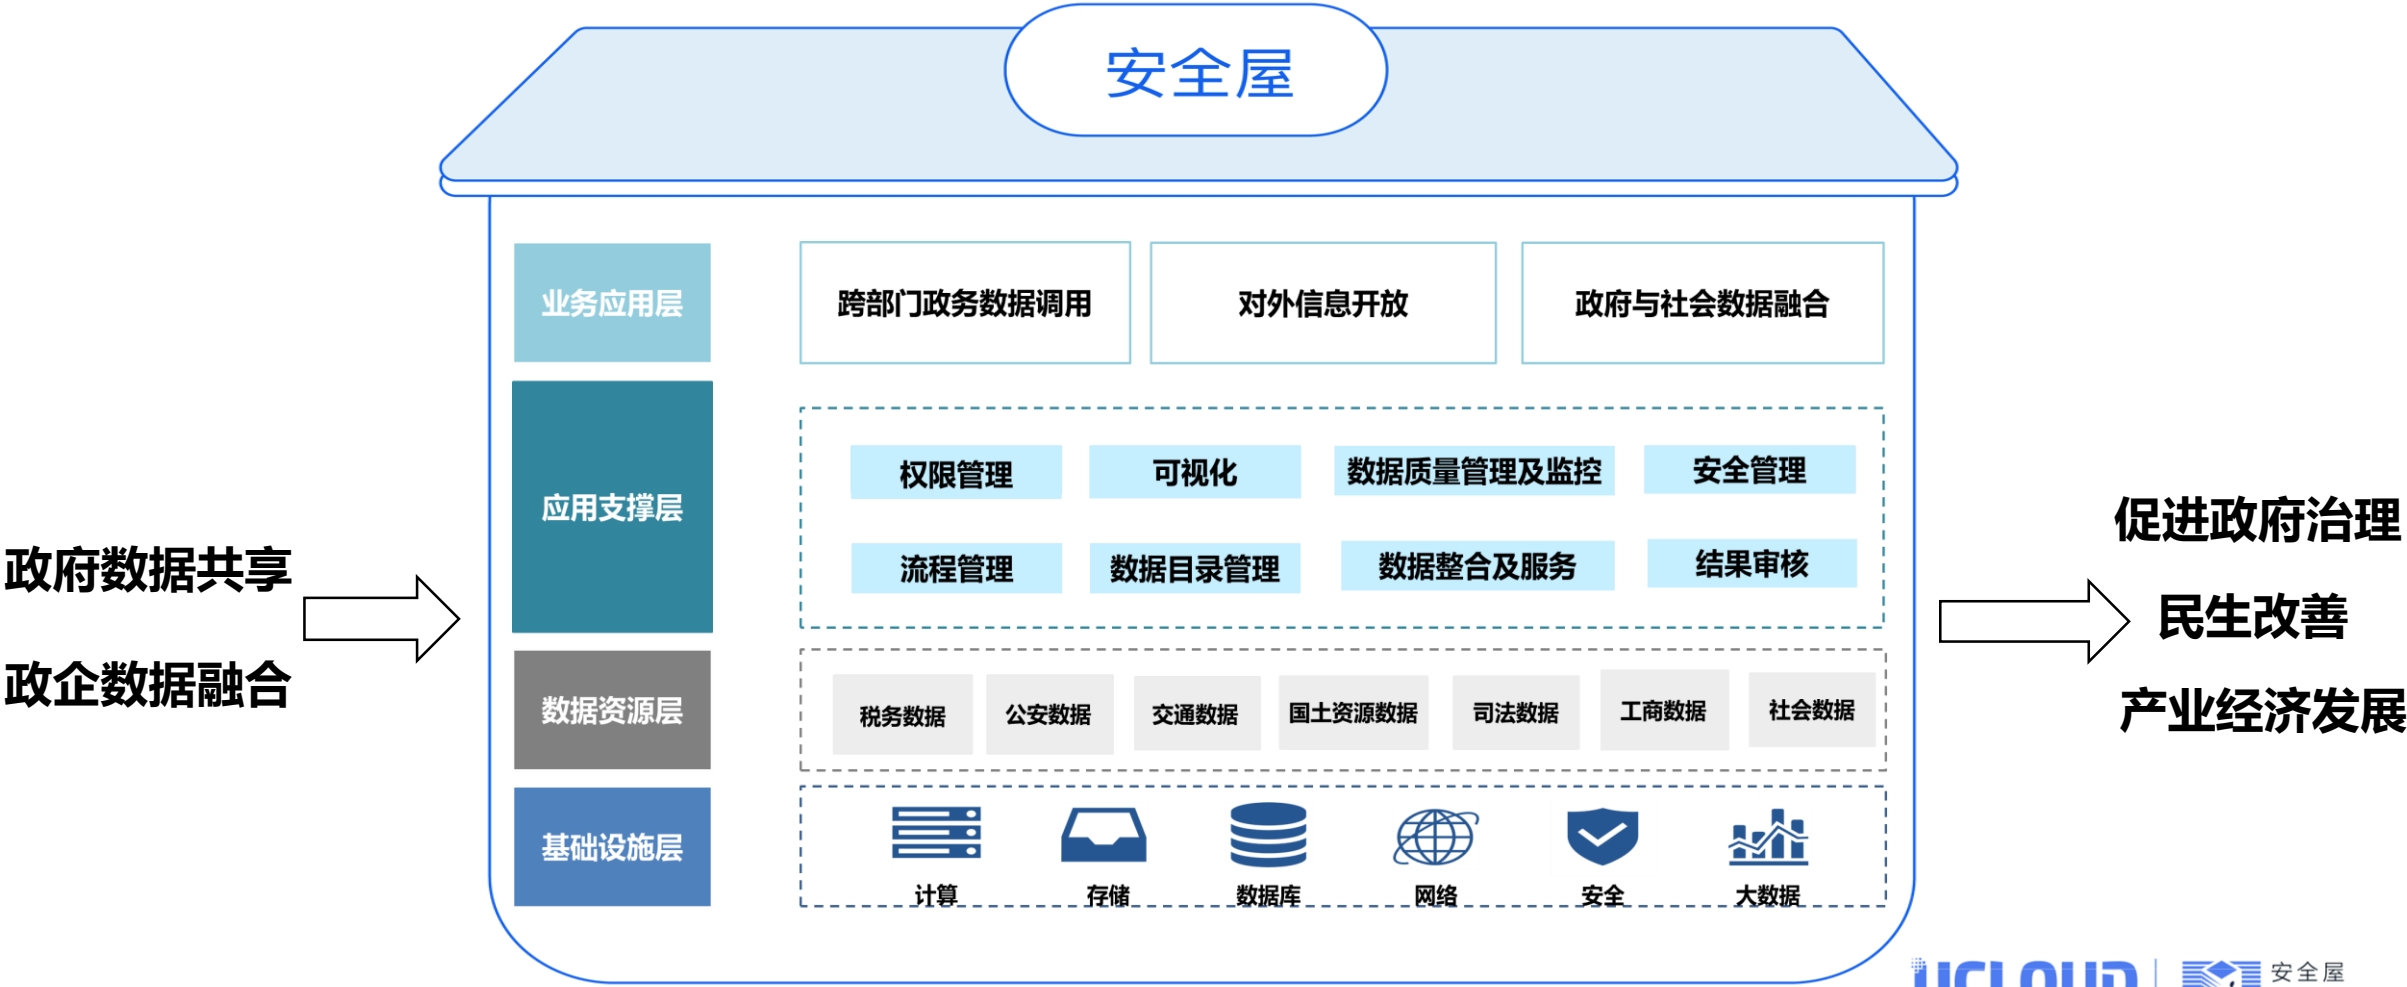 安全屋
业务应用层
跨部门政务数据调用
对外信息开放
政府与社会数据融合
应用支撑层
权限管理
可视化
数据质量管理及监控
安全管理
流程管理
数据目录管理
数据整合及服务
结果审核
政府数据共享
政企数据融合
促进政府治理
民生改善
产业经济发展
数据资源层
税务数据
公安数据
交通数据
国土资源数据
司法数据
工商数据
社会数据
基础设施层
计算
存储
数据库
网络
安全
大数据
UCLOUD
安全屋